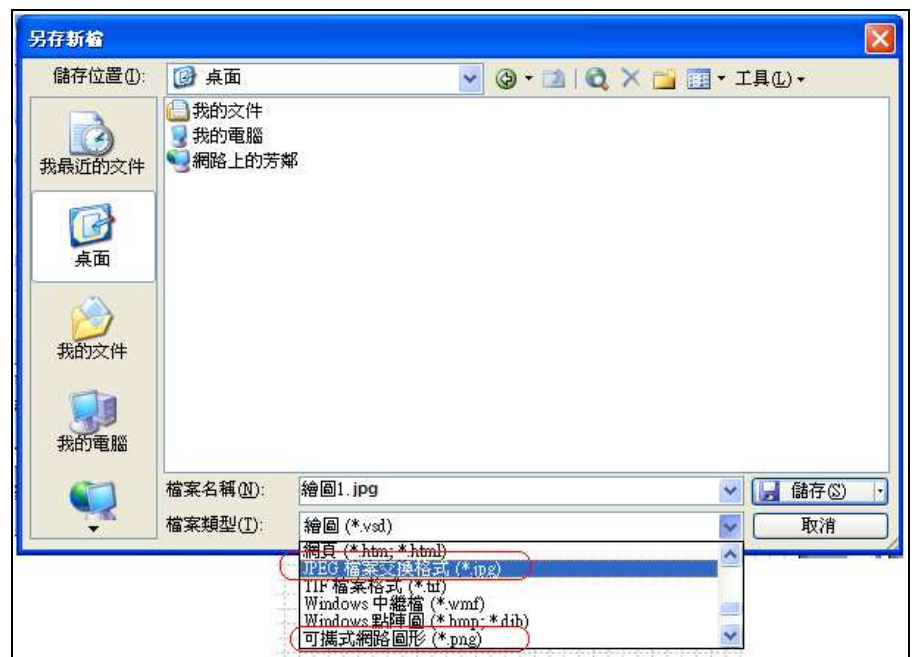 另存新檔
儲存位置(I):
桌面
工具(L)
我最近的文件
桌面
我的文件
我的電腦
我的文件
我的電腦
網路上的芳鄰
檔案名稱(N):
繪圖1.jpg
儲存(S)
檔案類型(T):
繪圖 (*.vsd)
取消
網頁 (*.htm; *.html)
JPEG 檔案交換格式 (*.jpg)
TIF 檔案格式 (*.tif)
Windows 中繼檔 (*.wmf)
Windows 點陣圖 (*.bmp; *.dib)
可攜式網路圖形 (*.png)